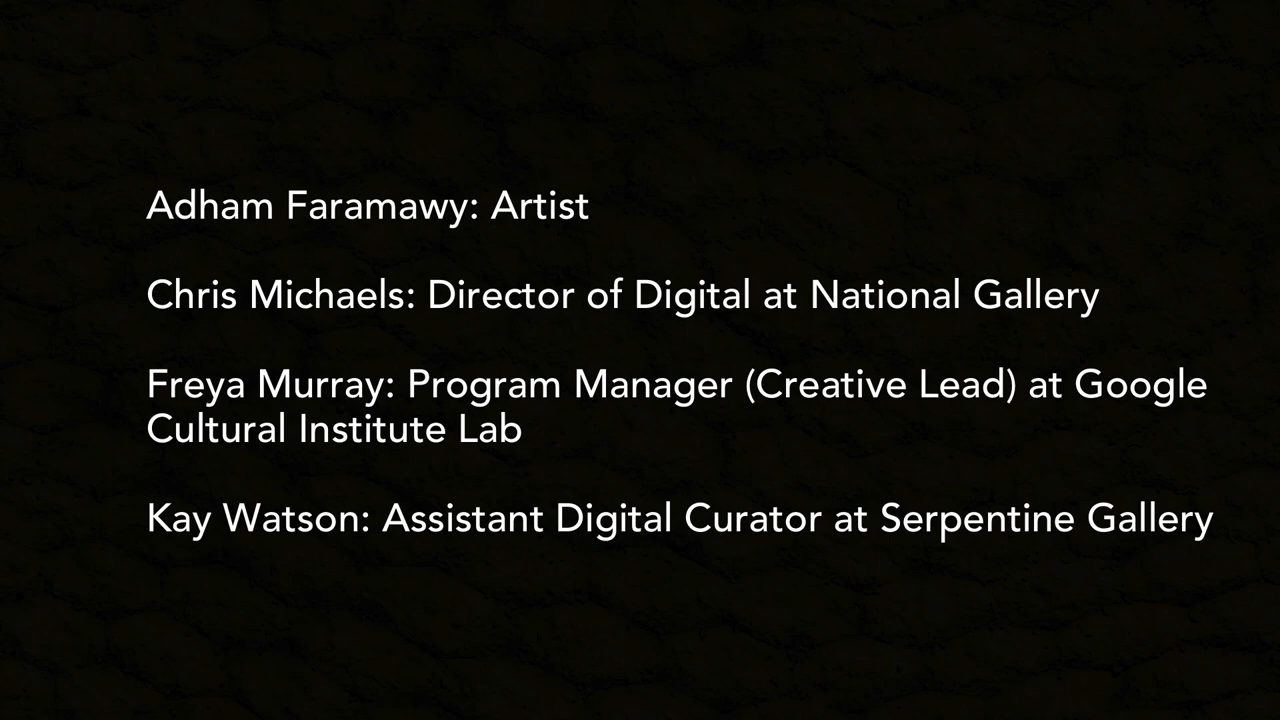 Adham Faramawy: Artist
Chris Michaels: Director of Digital at National Gallery
Freya Murray: Program Manager (Creative Lead) at Google
Cultural Institute Lab
Kay Watson: Assistant Digital Curator at Serpentine Gallery